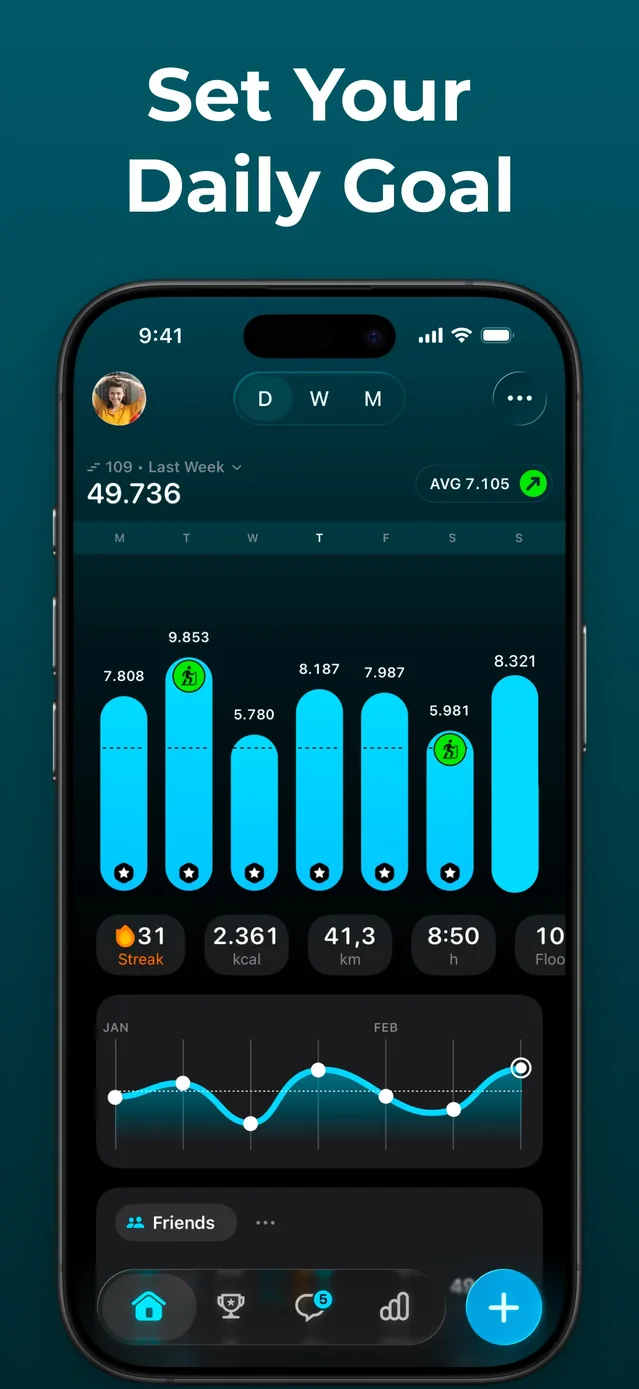 Set Your
Daily Goal
9:41
D W M
109 • Last Week
49.736
AVG 7.105
M T W T F S S
7.808
9.853
5.780
8.187
7.987
5.981
8.321
31
Streak
2.361
kcal
41,3
km
8:50
h
10
Floo
JAN FEB
Friends
49
5